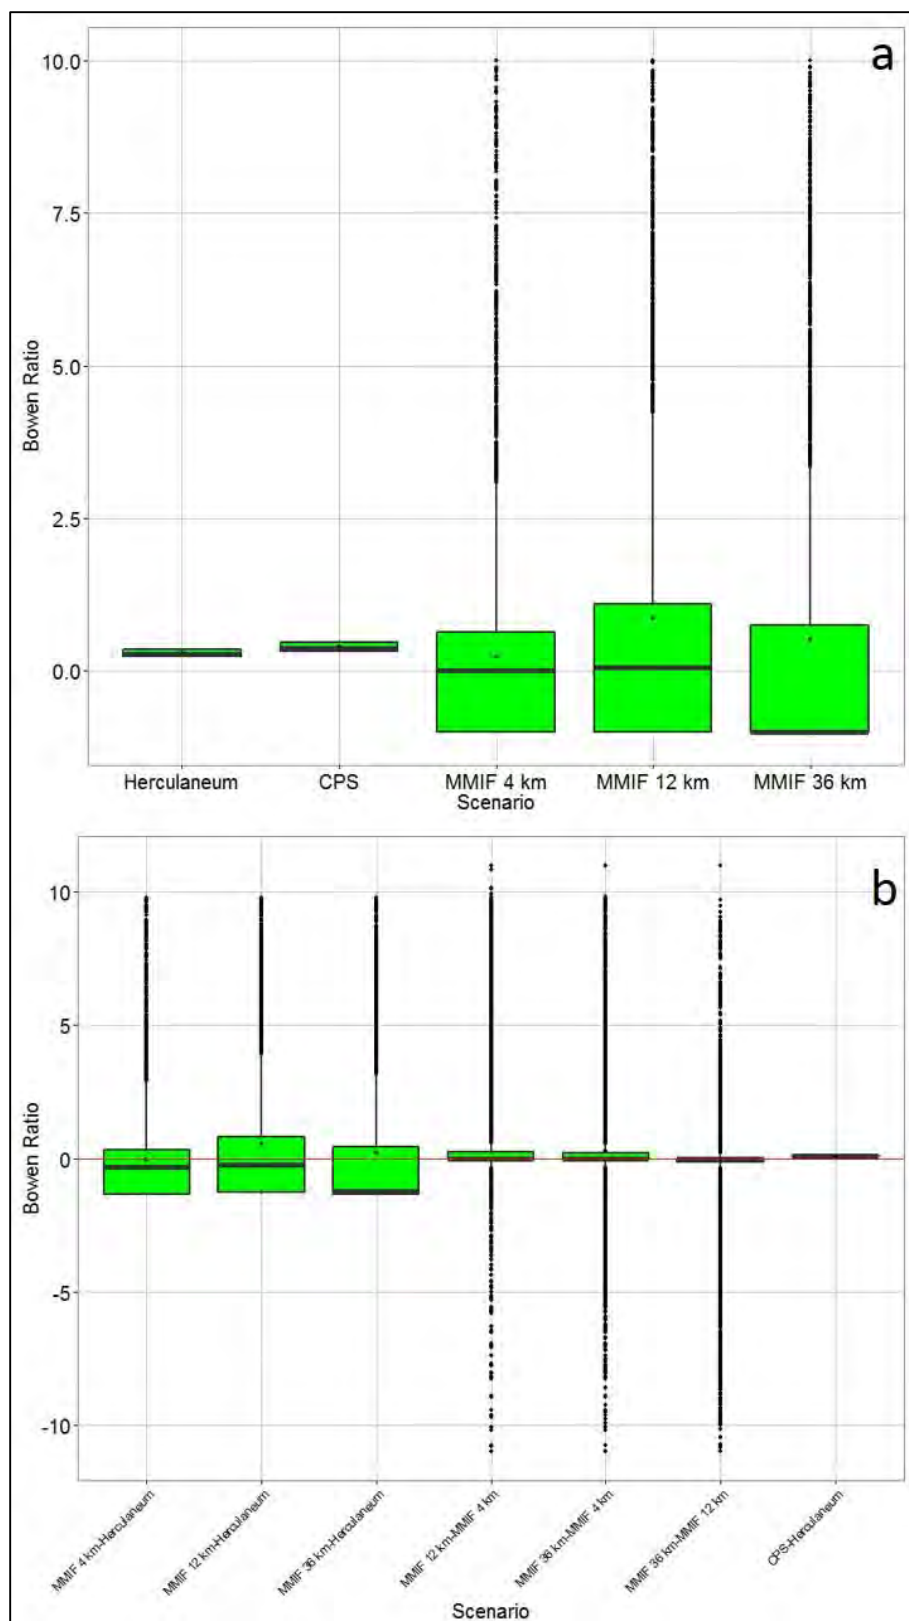 a
10.0
7.5
5.0
2.5
0.0
Bowen Ratio
Herculaneum CPS MMIF 4 km MMIF 12 km MMIF 36 km
Scenario
b
10
5
0
-5
-10
Bowen Ratio
MMIF 4 km-Herculaneum
MMIF 12 km-Herculaneum
MMIF 36 km-Herculaneum
MMIF 12 km-MMIF 4 km
MMIF 36 km-MMIF 4 km
MMIF 36 km-MMIF 12 km
CPS-Herculaneum
Scenario